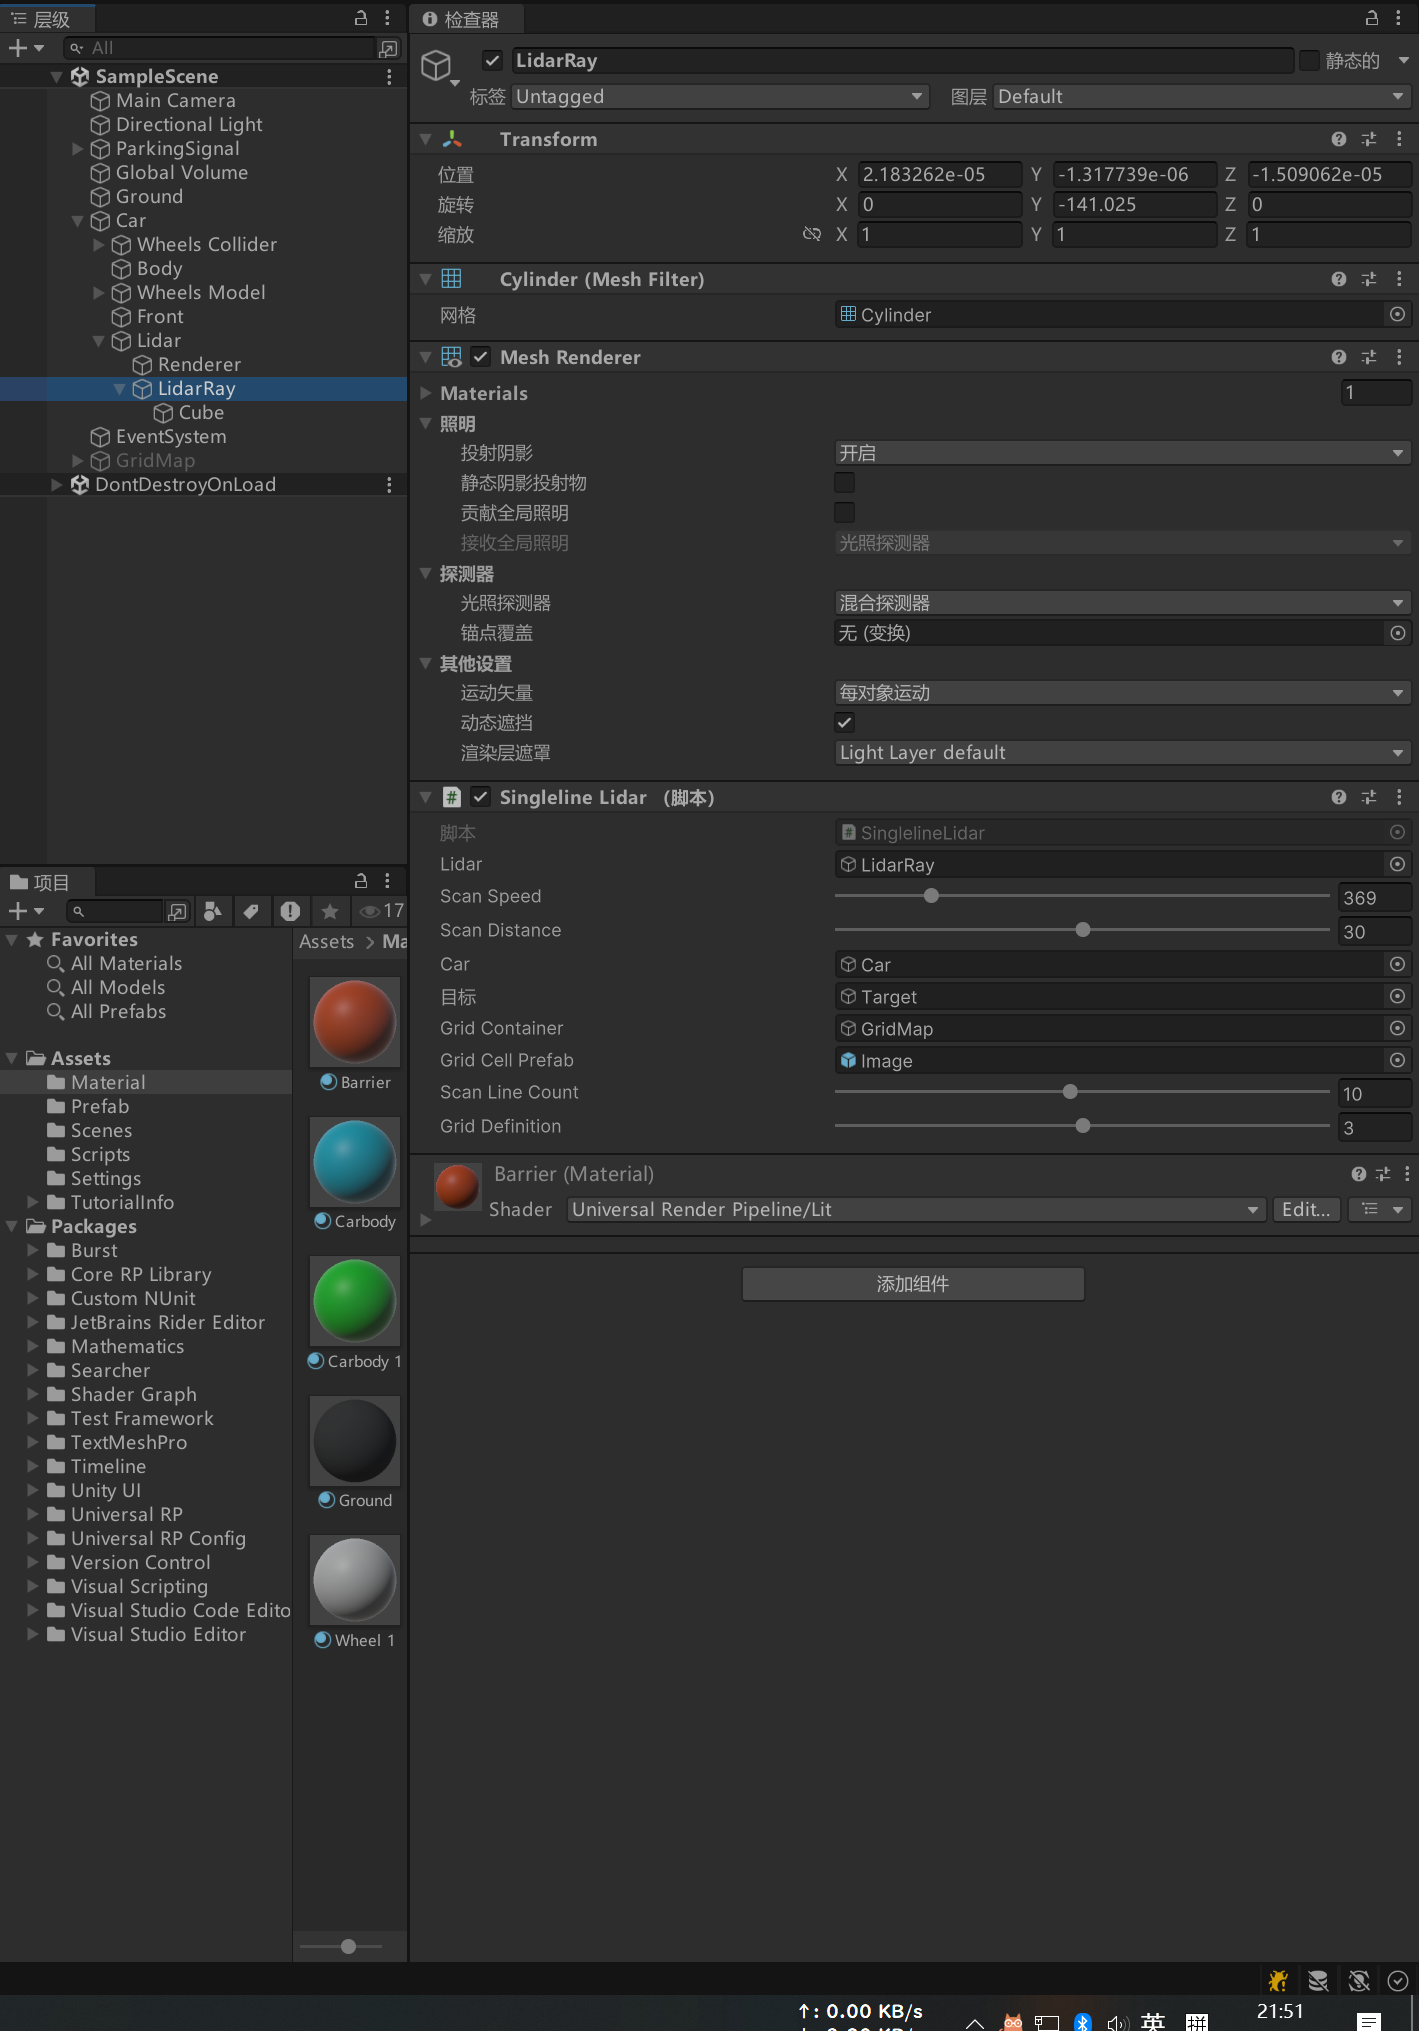 层级
All
SampleScene
Main Camera
Directional Light
ParkingSignal
Global Volume
Ground
Car
Wheels Collider
Body
Wheels Model
Front
Lidar
Renderer
LidarRay
Cube
EventSystem
GridMap
DontDestroyOnLoad
项目
17
Favorites
All Materials
All Models
All Prefabs
Assets
Material
Prefab
Scenes
Scripts
Settings
TutorialInfo
Packages
Burst
Core RP Library
Custom NUnit
JetBrains Rider Editor
Mathematics
Searcher
Shader Graph
Test Framework
TextMeshPro
Timeline
Unity UI
Universal RP
Universal RP Config
Version Control
Visual Scripting
Visual Studio Code Edito
Visual Studio Editor
Assets > Ma
Barrier
Carbody
Carbody 1
Ground
Wheel 1
检查器
LidarRay 静态的
标签 Untagged 图层 Default
Transform
位置 X 2.183262e-05 Y -1.317739e-06 Z -1.509062e-05
旋转 X 0 Y -141.025 Z 0
缩放 X 1 Y 1 Z 1
Cylinder (Mesh Filter)
网格 Cylinder
Mesh Renderer
Materials 1
照明
投射阴影 开启
静态阴影投射物
贡献全局照明
接收全局照明 光照探测器
探测器
光照探测器 混合探测器
锚点覆盖 无 (变换)
其他设置
运动矢量 每对象运动
动态遮挡
渲染层遮罩 Light Layer default
# Singleline Lidar （脚本）
脚本 # SinglelineLidar
Lidar LidarRay
Scan Speed 369
Scan Distance 30
Car Car
目标 Target
Grid Container GridMap
Grid Cell Prefab Image
Scan Line Count 10
Grid Definition 3
Barrier (Material)
Shader Universal Render Pipeline/Lit Edit...
添加组件
↑: 0.00 KB/s
英 拼 21:51